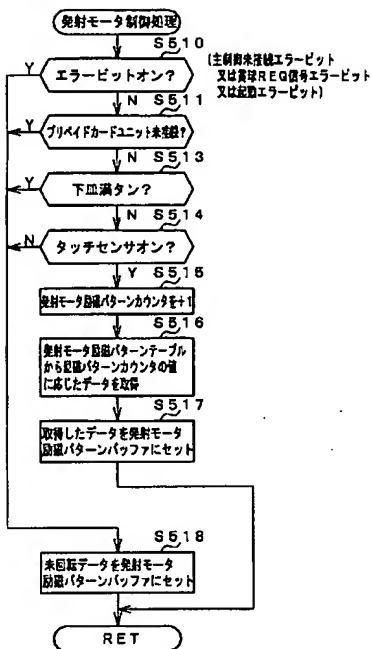 発射モータ制御処理
S510
エラービットオン?
Y
N
(主制御未接続エラービット
又は賞球REQ信号エラービット
又は起動エラービット)
S511
プリペイドカードユニット未接続?
Y
N
S513
下皿満タン?
Y
N
S514
タッチセンサオン?
N
Y
S515
発射モータ励磁パターンカウンタを+1
S516
発射モータ励磁パターンテーブル
から励磁パターンカウンタの値
に応じたデータを取得
S517
取得したデータを発射モータ
励磁パターンバッファにセット
S518
未回転データを発射モータ
励磁パターンバッファにセット
RET